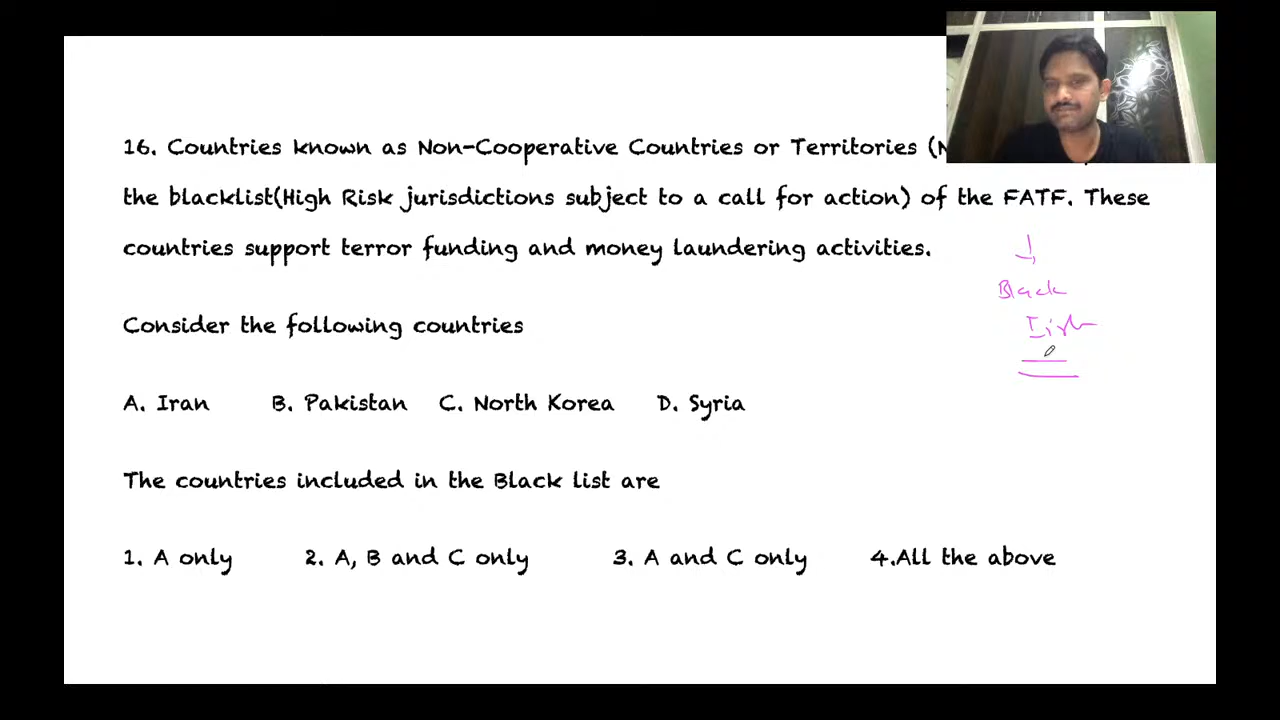 16. Countries known as Non-Cooperative Countries or Territories (N
the blacklist(High Risk jurisdictions subject to a call for action) of the FATF. These
countries support terror funding and money laundering activities.
Black
Consider the following countries
A. Iran B. Pakistan C. North Korea D. Syria
The countries included in the Black list are
1. A only 2. A, B and C only 3. A and C only 4.All the above